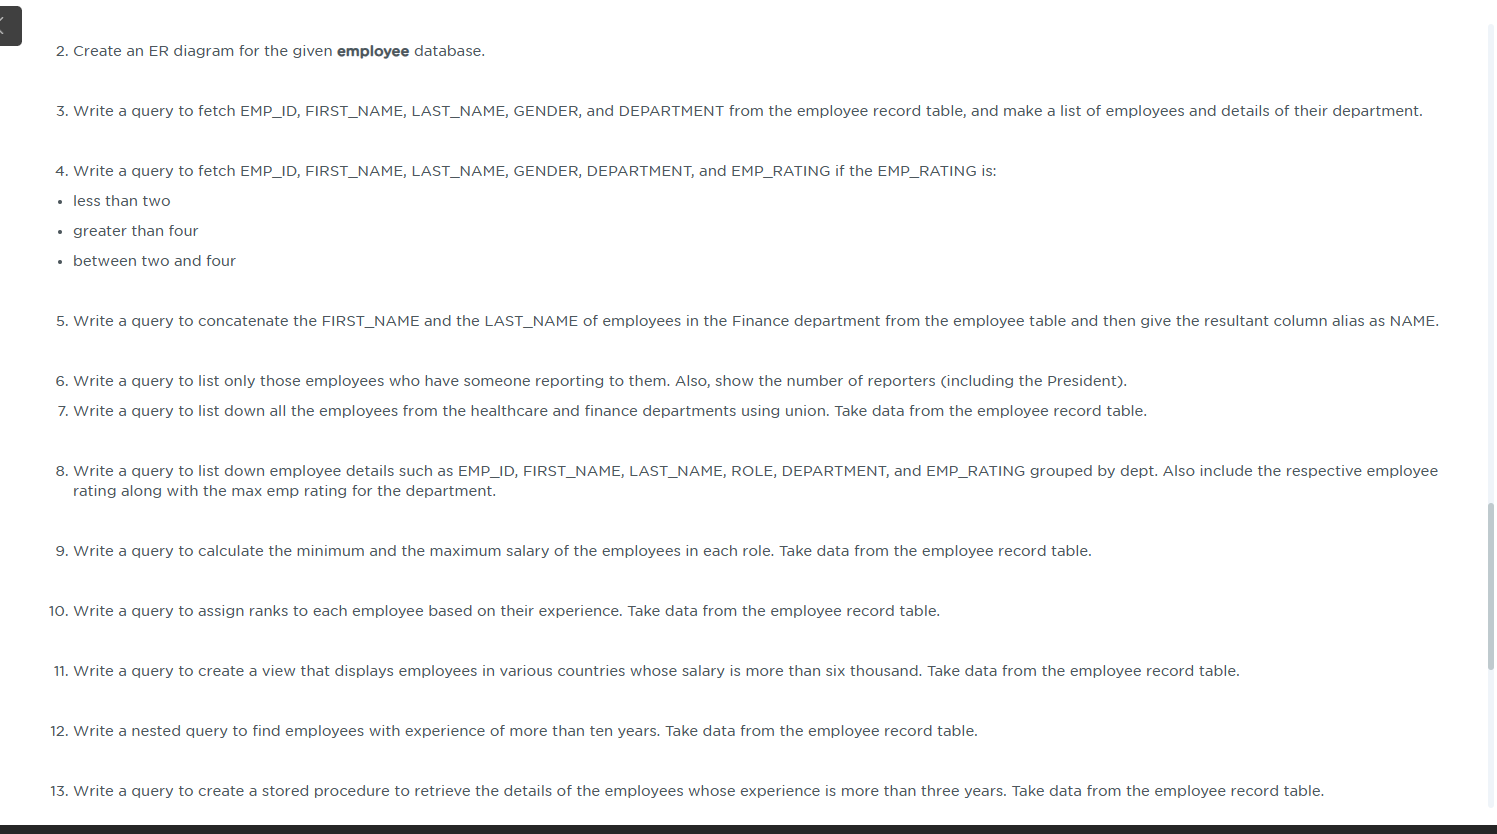 2. Create an ER diagram for the given employee database.
3. Write a query to fetch EMP_ID, FIRST_NAME, LAST_NAME, GENDER, and DEPARTMENT from the employee record table, and make a list of employees and details of their department.
4. Write a query to fetch EMP_ID, FIRST_NAME, LAST_NAME, GENDER, DEPARTMENT, and EMP_RATING if the EMP_RATING is:
• less than two
• greater than four
• between two and four
5. Write a query to concatenate the FIRST_NAME and the LAST_NAME of employees in the Finance department from the employee table and then give the resultant column alias as NAME.
6. Write a query to list only those employees who have someone reporting to them. Also, show the number of reporters (including the President).
7. Write a query to list down all the employees from the healthcare and finance departments using union. Take data from the employee record table.
8. Write a query to list down employee details such as EMP_ID, FIRST_NAME, LAST_NAME, ROLE, DEPARTMENT, and EMP_RATING grouped by dept. Also include the respective employee
rating along with the max emp rating for the department.
9. Write a query to calculate the minimum and the maximum salary of the employees in each role. Take data from the employee record table.
10. Write a query to assign ranks to each employee based on their experience. Take data from the employee record table.
11. Write a query to create a view that displays employees in various countries whose salary is more than six thousand. Take data from the employee record table.
12. Write a nested query to find employees with experience of more than ten years. Take data from the employee record table.
13. Write a query to create a stored procedure to retrieve the details of the employees whose experience is more than three years. Take data from the employee record table.